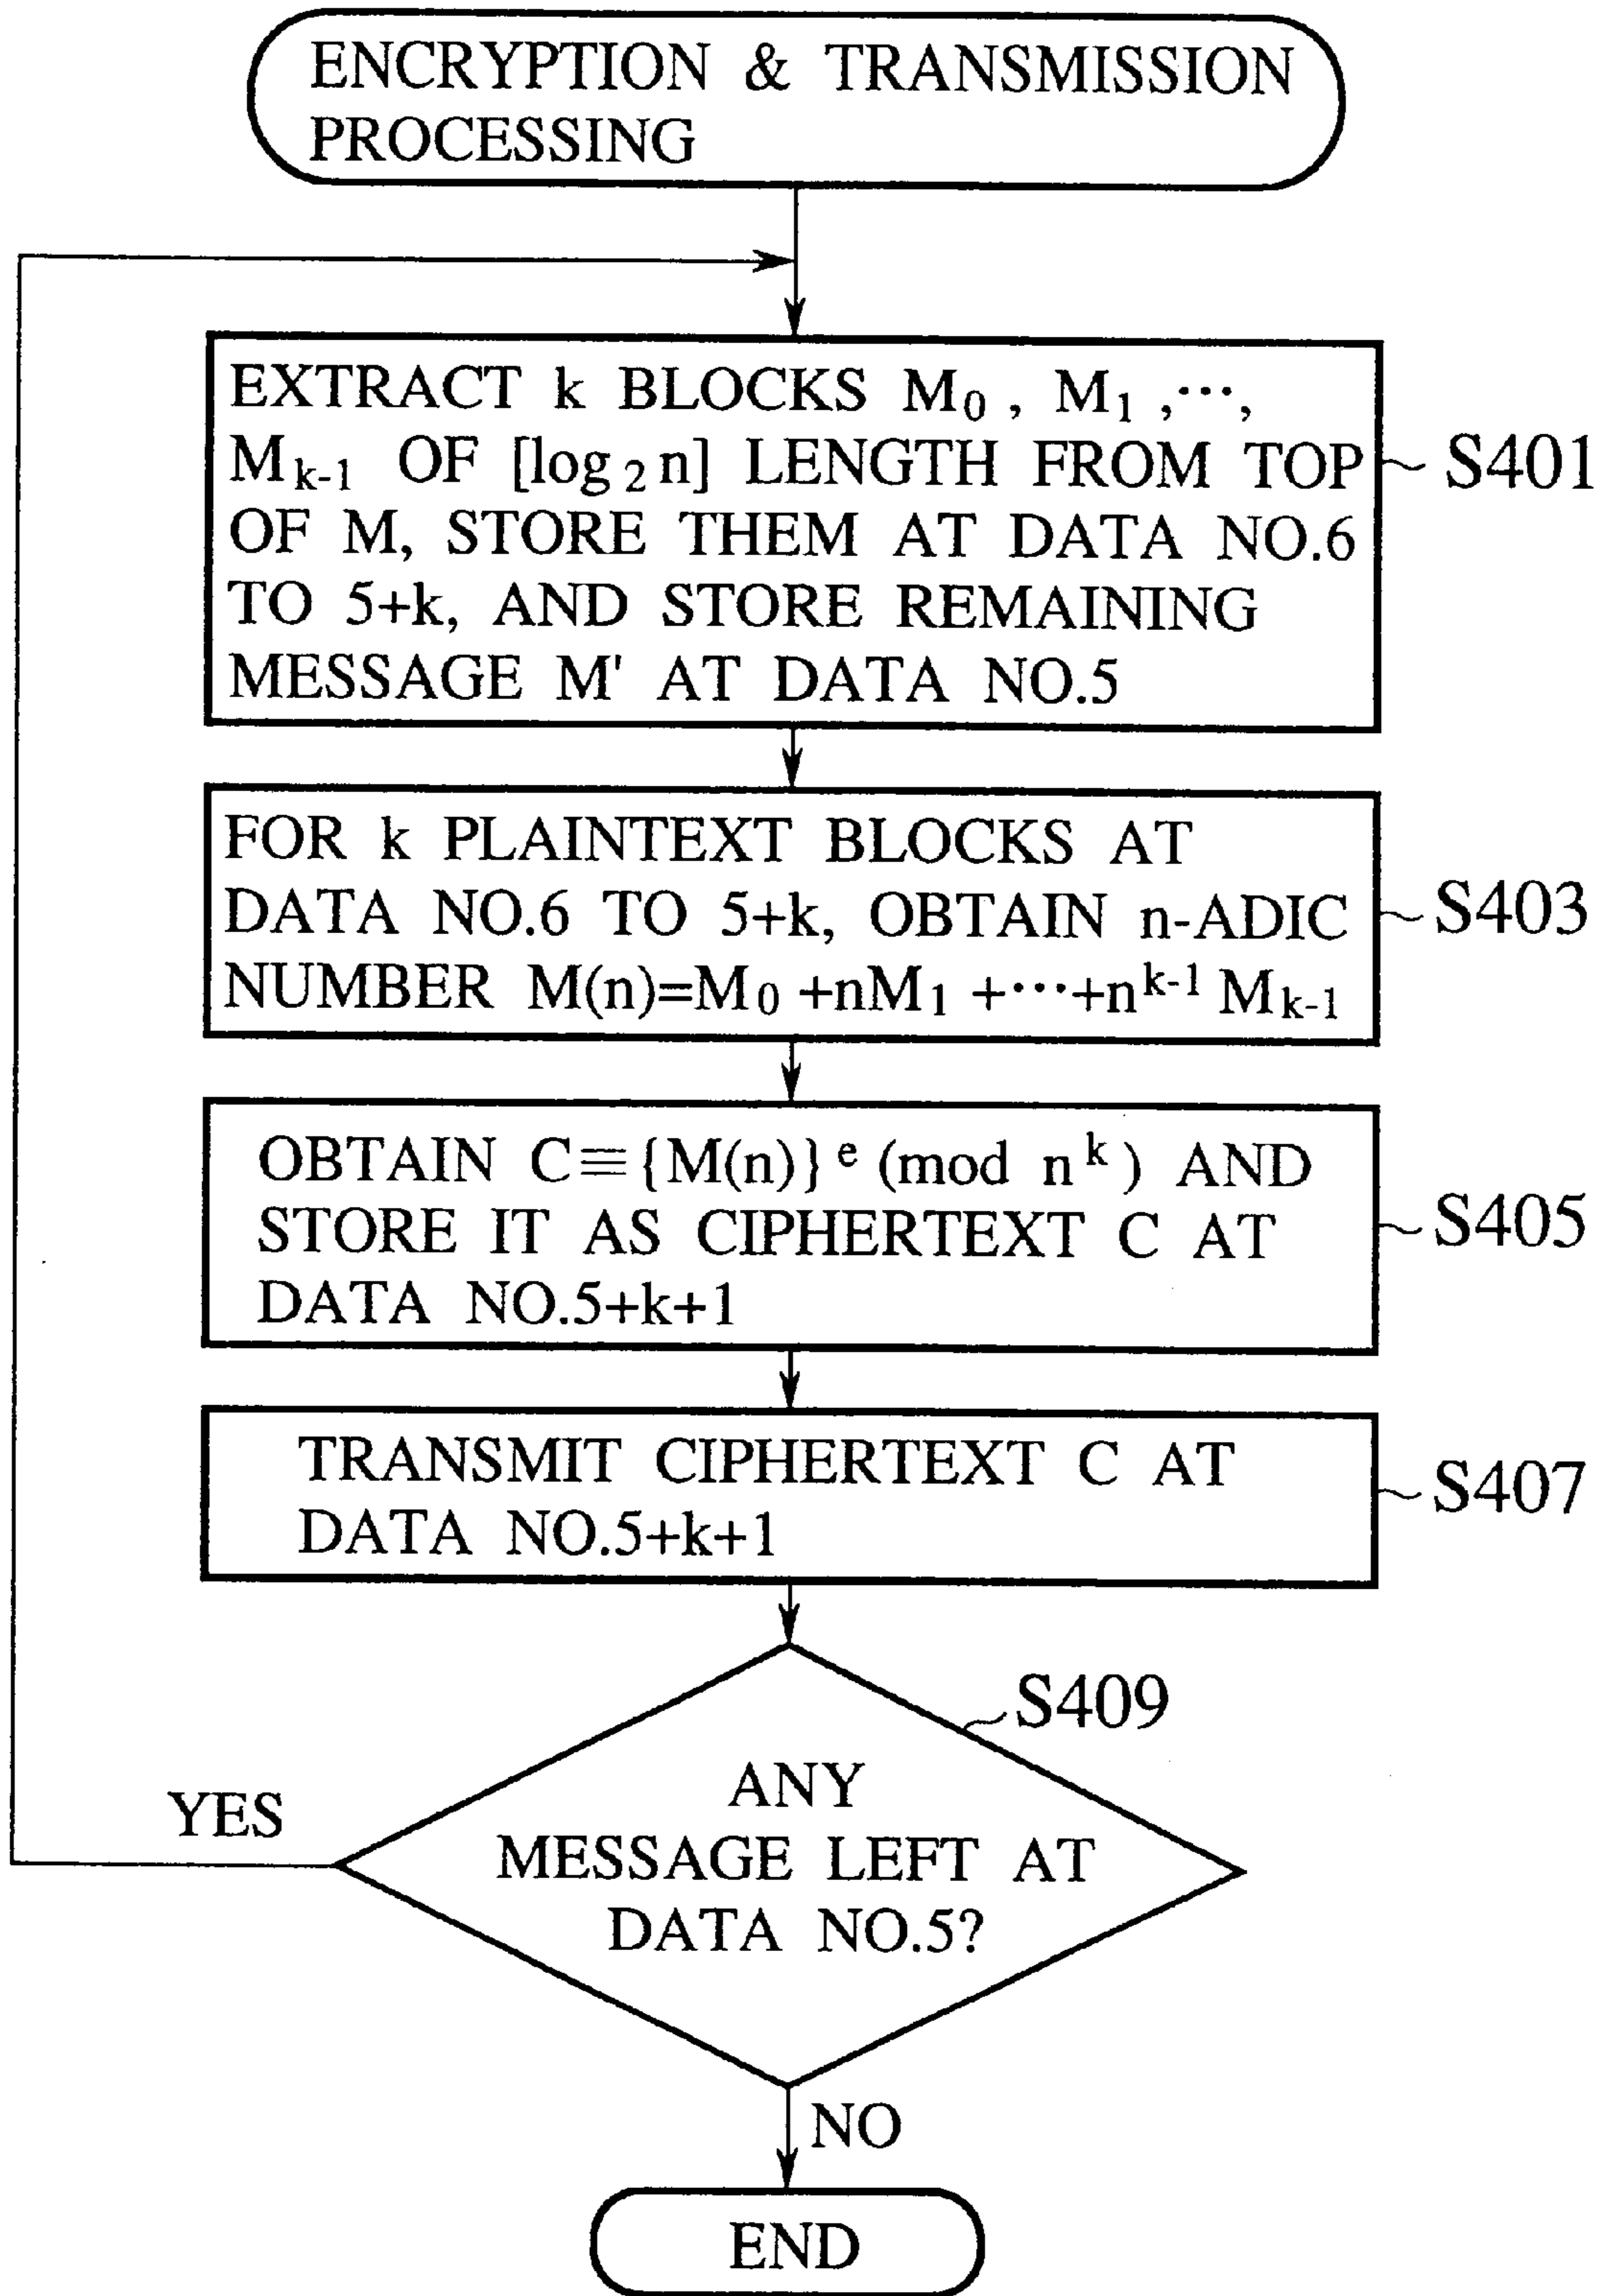 ENCRYPTION & TRANSMISSION
PROCESSING
EXTRACT k BLOCKS M₀ , M₁ ,⋯,
Mₖ₋₁ OF [log₂ n] LENGTH FROM TOP
OF M, STORE THEM AT DATA NO.6
TO 5+k, AND STORE REMAINING
MESSAGE M' AT DATA NO.5
S401
FOR k PLAINTEXT BLOCKS AT
DATA NO.6 TO 5+k, OBTAIN n-ADIC
NUMBER M(n)=M₀ +nM₁ +⋯+nᵏ⁻¹ Mₖ₋₁
S403
OBTAIN C≡{M(n)}ᵉ (mod nᵏ) AND
STORE IT AS CIPHERTEXT C AT
DATA NO.5+k+1
S405
TRANSMIT CIPHERTEXT C AT
DATA NO.5+k+1
S407
S409
ANY
MESSAGE LEFT AT
DATA NO.5?
YES
NO
END